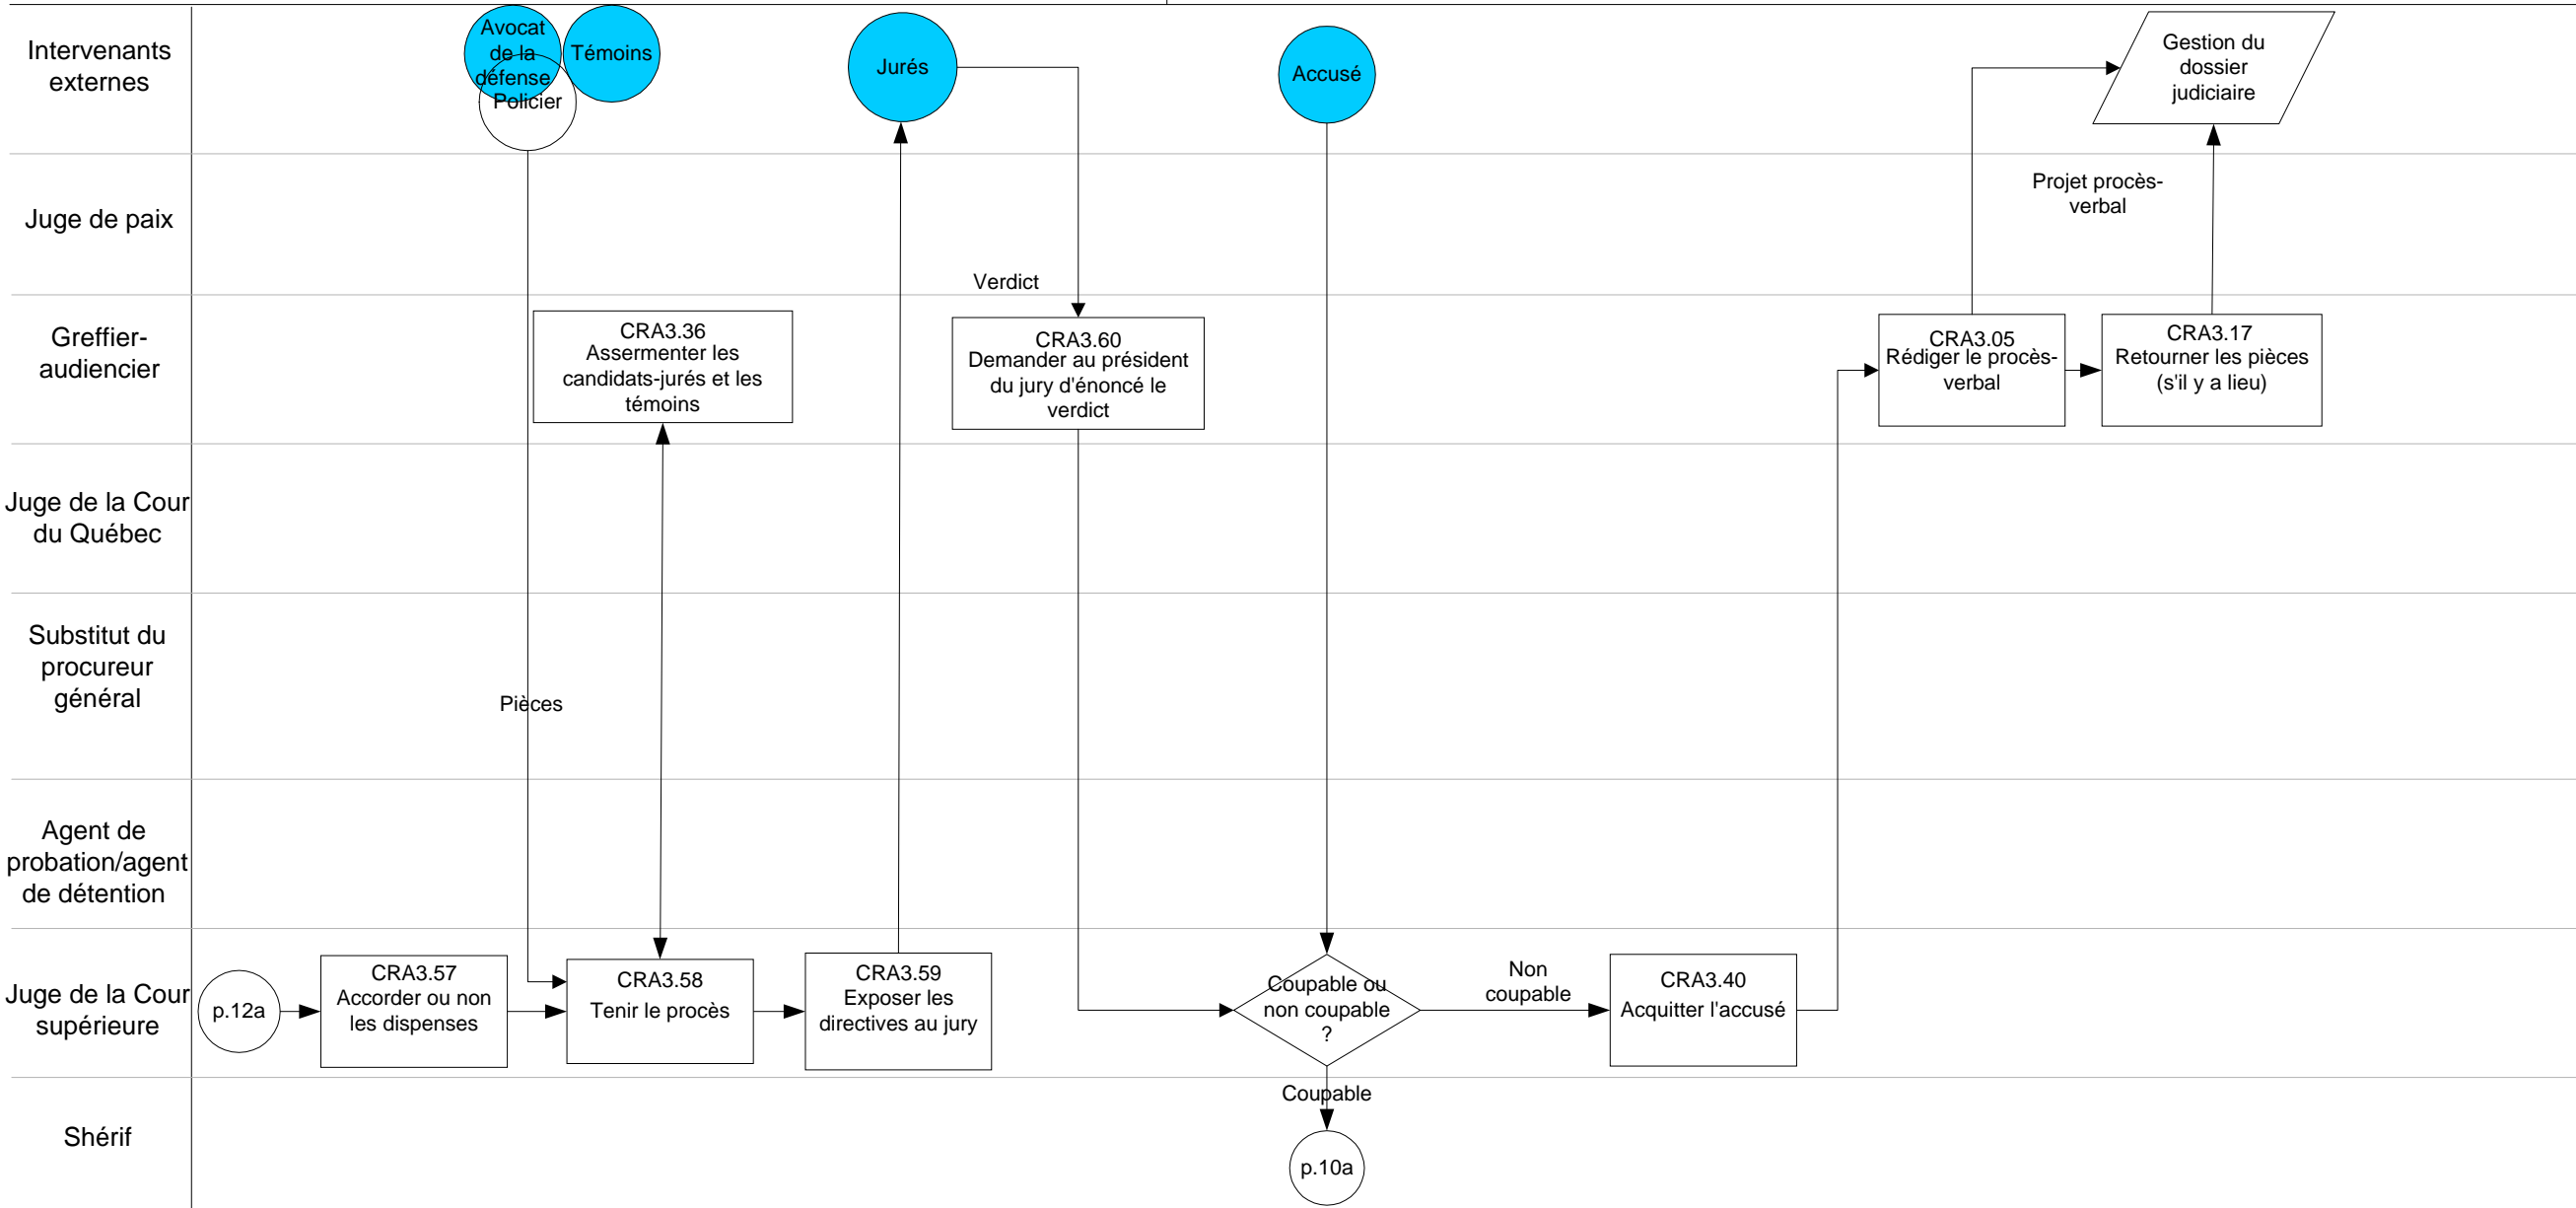 Intervenants
externes
Avocat
de la
défense
Policier
Témoins
Jurés
Accusé
Gestion du
dossier
judiciaire
Juge de paix
Projet procès-
verbal
Verdict
Greffier-
audiencier
CRA3.36
Assermenter les
candidats-jurés et les
témoins
CRA3.60
Demander au président
du jury d'énoncé le
verdict
CRA3.05
Rédiger le procès-
verbal
CRA3.17
Retourner les pièces
(s'il y a lieu)
Juge de la Cour
du Québec
Substitut du
procureur
général
Pièces
Agent de
probation/agent
de détention
Juge de la Cour
supérieure
p.12a
CRA3.57
Accorder ou non
les dispenses
CRA3.58
Tenir le procès
CRA3.59
Exposer les
directives au jury
Coupable ou
non coupable
?
Non
coupable
CRA3.40
Acquitter l'accusé
Coupable
Shérif
p.10a